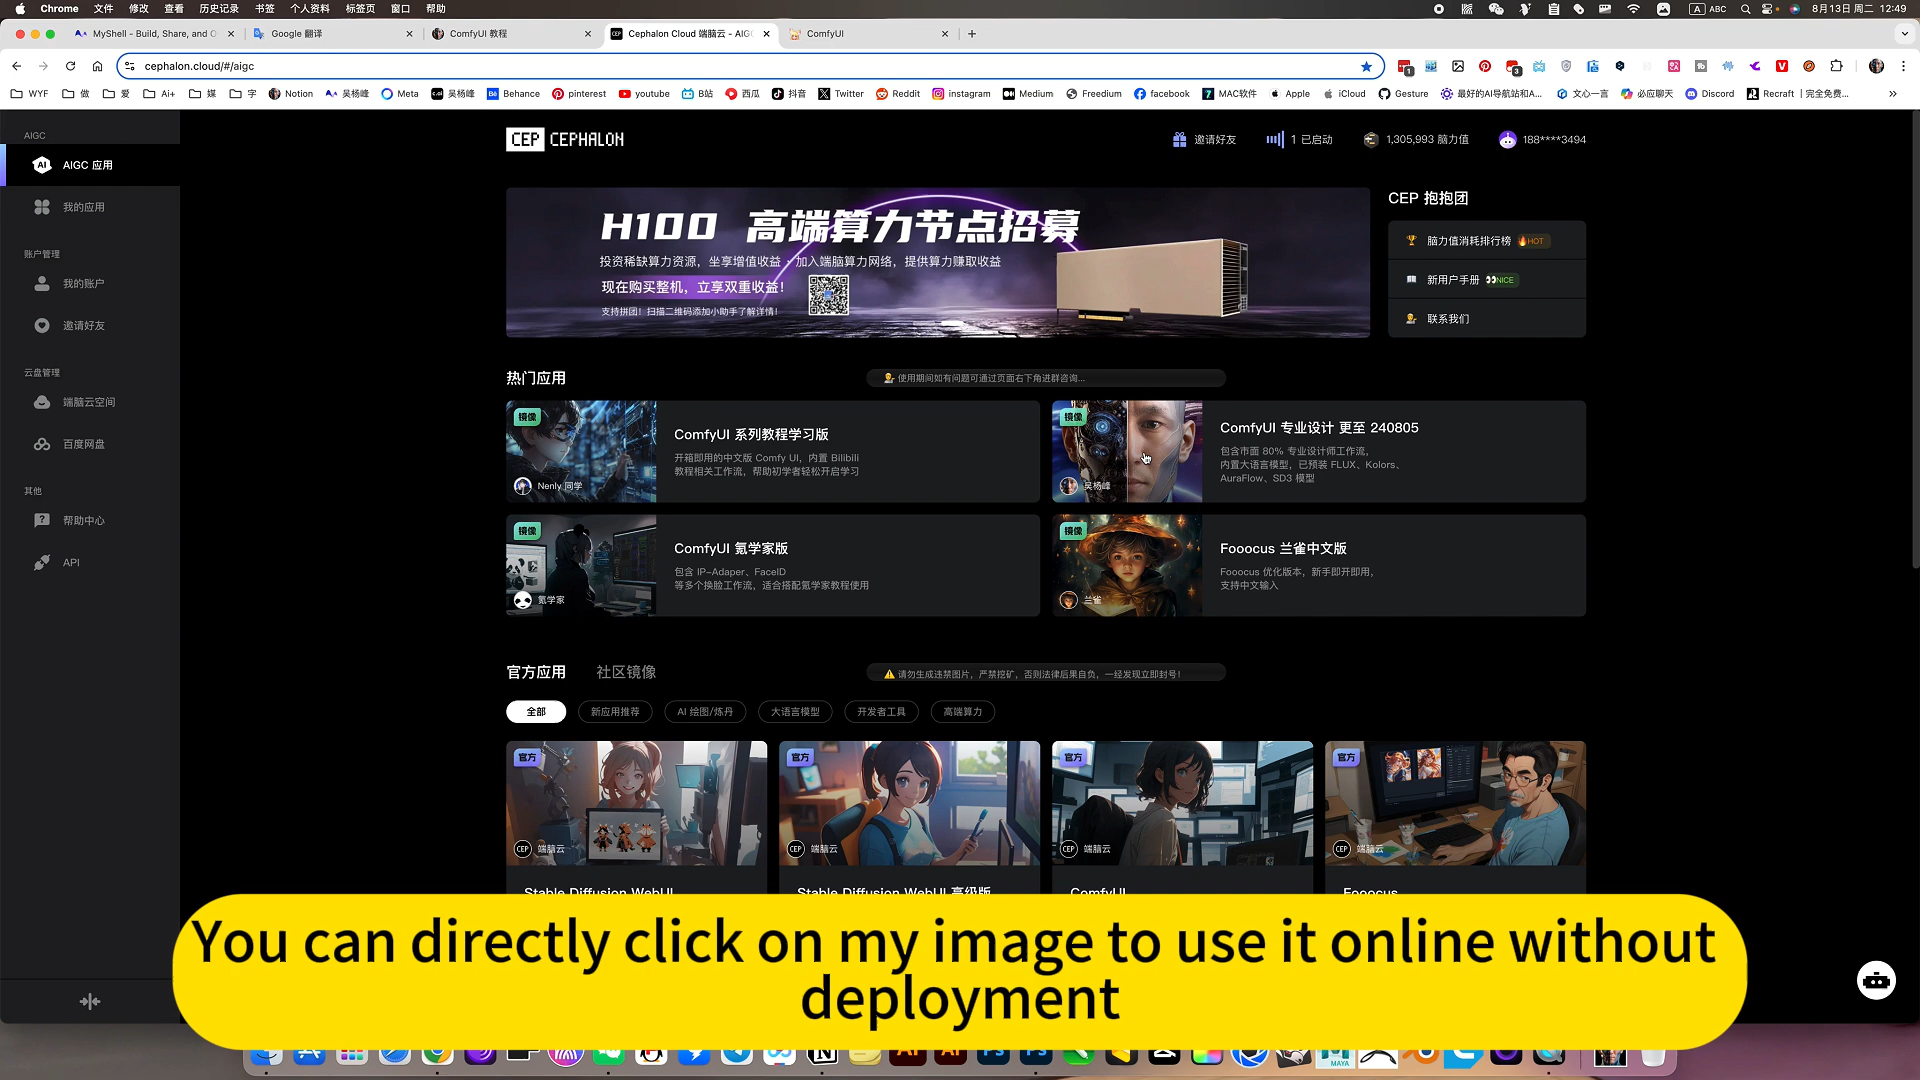 Chrome 文件 修改 查看 历史记录 书签 个人资料 标签页 窗口 帮助
A ABC 8月13日 周二 12:49
MyShell - Build, Share, and O
Google 翻译
ComfyUI 教程
Cephalon Cloud 端脑云 - AIG
ComfyUI
cephalon.cloud/#/aigc
1
3
WYF 做 爱 Ai+ 媒 字 Notion 吴杨峰 Meta 吴杨峰 Behance pinterest youtube B站 西瓜 抖音 Twitter Reddit instagram Medium Freedium facebook MAC软件 Apple iCloud Gesture 最好的AI导航站和A... 文心一言 必应聊天 Discord Recraft | 完全免费...
AIGC
AIGC 应用
我的应用
账户管理
我的账户
邀请好友
云盘管理
端脑云空间
百度网盘
其他
帮助中心
API
CEP CEPHALON
邀请好友 1 已启动 1,305,993 脑力值 188****3494
H100 高端算力节点招募
投资稀缺算力资源，坐享增值收益 · 加入端脑算力网络，提供算力赚取收益
现在购买整机，立享双重收益！
支持拼团！扫描二维码添加小助手了解详情！
CEP 抱抱团
脑力值消耗排行榜 HOT
新用户手册 NICE
联系我们
热门应用
使用期间如有问题可通过页面右下角进群咨询...
镜像
Nenly 同学
ComfyUI 系列教程学习版
开箱即用的中文版 Comfy UI，内置 Bilibili
教程相关工作流，帮助初学者轻松开启学习
镜像
吴杨峰
ComfyUI 专业设计 更至 240805
包含市面 80% 专业设计师工作流，
内置大语言模型，已预装 FLUX、Kolors、
AuraFlow、SD3 模型
镜像
氪学家
ComfyUI 氪学家版
包含 IP-Adaper、FaceID
等多个换脸工作流，适合搭配氪学家教程使用
镜像
兰雀
Fooocus 兰雀中文版
Fooocus 优化版本，新手即开即用，
支持中文输入
官方应用 社区镜像
请勿生成违禁图片，严禁挖矿，否则法律后果自负，一经发现立即封号！
全部 新应用推荐 AI 绘图/炼丹 大语言模型 开发者工具 高端算力
官方 官方 官方 官方
CEP 端脑云 CEP 端脑云 CEP 端脑云 CEP 端脑云
Stable Diffusion WebUI
Stable Diffusion WebUI 高级版
ComfyUI
Fooocus
You can directly click on my image to use it online without
deployment
MAYA